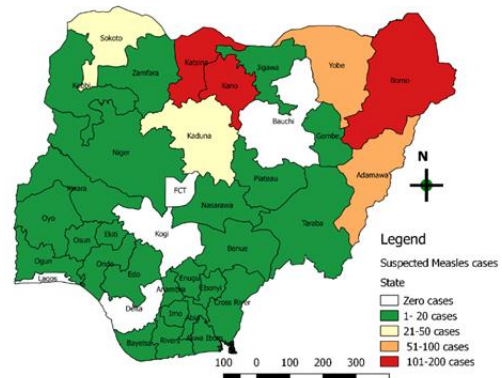 Sokoto
Katsina
Zamfara
Kano
Jigawa
Yobe
Borno
Kebbi
Kaduna
Bauchi
Gombe
Niger
Adamawa
FCT
Plateau
Kwara
Nasarawa
Taraba
Oyo
Kogi
Osun
Ekiti
Benue
Ogun
Ondo
Edo
Lagos
Enugu
Anambra
Ebonyi
Cross River
Delta
Imo
Abia
Bayelsa
Rivers
Akwa Ibom
N
Legend
Suspected Measles cases
State
Zero cases
1- 20 cases
21-50 cases
51-100 cases
101-200 cases
100 0 100 200 300